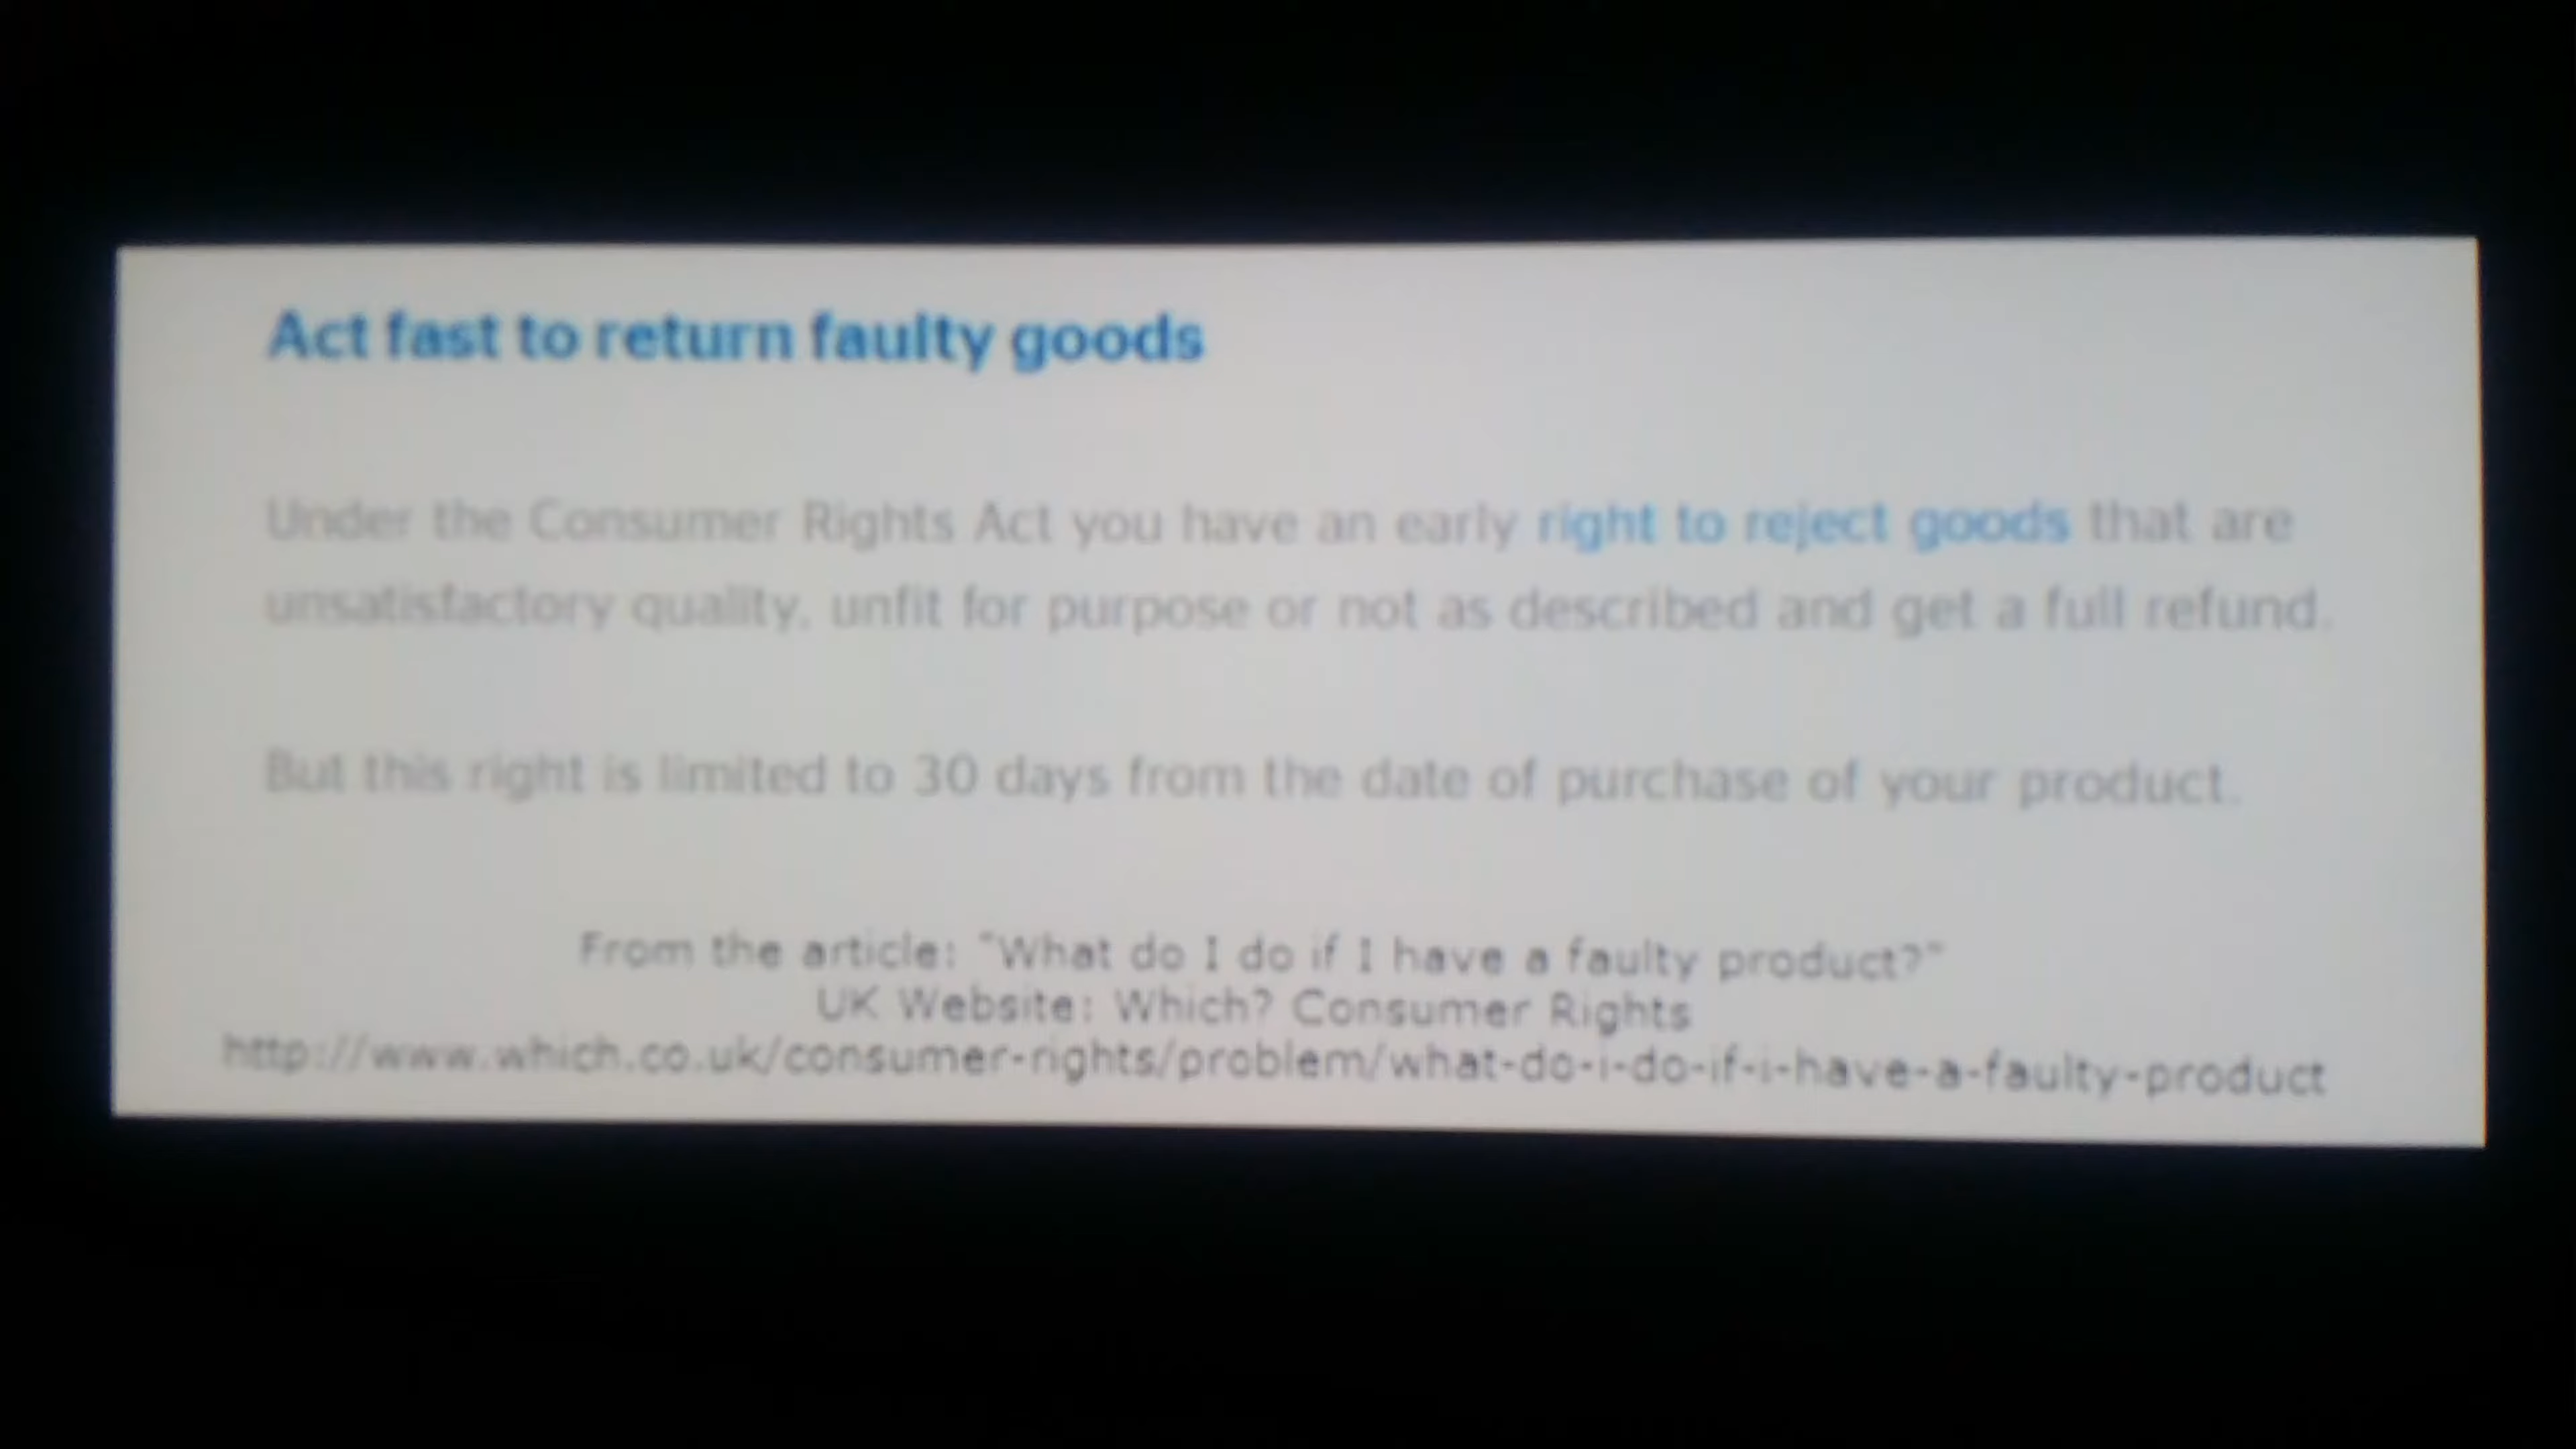 Act fast to return faulty goods
Under the Consumer Rights Act you have an early right to reject goods that are
unsatisfactory quality, unfit for purpose or not as described and get a full refund.
But this right is limited to 30 days from the date of purchase of your product.
From the article: "What do I do if I have a faulty product?"
UK Website: Which? Consumer Rights
http://www.which.co.uk/consumer-rights/problem/what-do-i-do-if-i-have-a-faulty-product